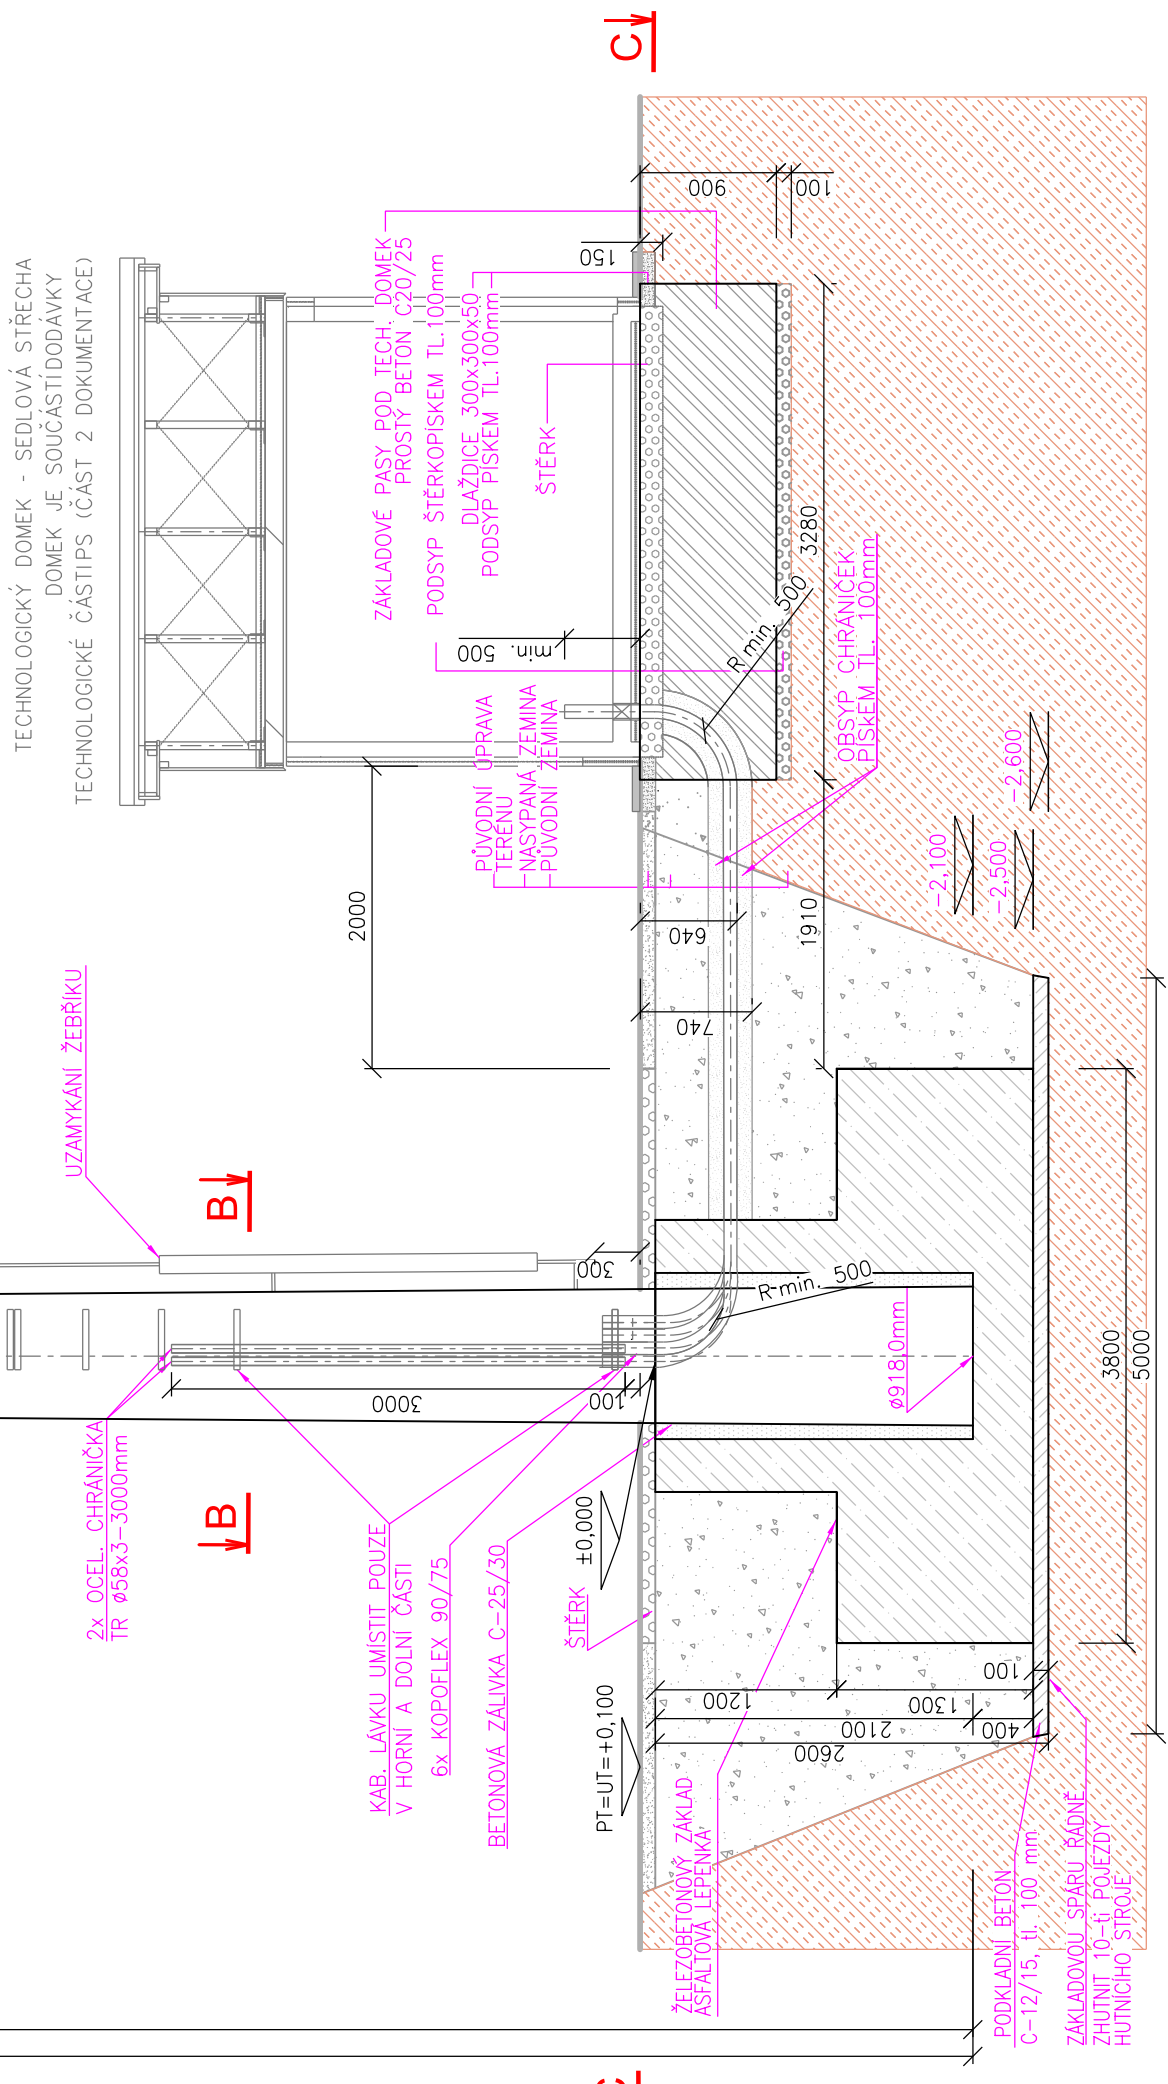 TECHNOLOGICKÝ DOMEK - SEDLOVÁ STŘECHA
DOMEK JE SOUČÁSTÍ DODÁVKY
TECHNOLOGICKÉ ČÁSTI PS (ČÁST 2 DOKUMENTACE)
UZAMYKÁNÍ ŽEBŘÍKU
2x OCEL. CHRÁNIČKA
TR ø58x3-3000mm
B
B
C
ZÁKLADOVÉ PASY POD TECH. DOMEK
PROSTÝ BETON C20/25
PODSYP ŠTĚRKOPÍSKEM TL.100mm
DLAŽDICE 300x300x50
PODSYP PÍSKEM TL.100mm
ŠTĚRK
PŮVODNÍ ÚPRAVA
TERÉNU
NASYPANÁ ZEMINA
PŮVODNÍ ZEMINA
KAB. LÁVKU UMÍSTIT POUZE
V HORNÍ A DOLNÍ ČÁSTI
6x KOPOFLEX 90/75
BETONOVÁ ZÁLIVKA C-25/30
ŠTĚRK
±0,000
PT=UT=+0,100
ŽELEZOBETONOVÝ ZÁKLAD
ASFALTOVÁ LEPENKA
PODKLADNÍ BETON
C-12/15, tl. 100 mm
ZÁKLADOVOU SPÁRU ŘÁDNĚ
ZHUTNIT 10-ti POJEZDY
HUTNÍCÍHO STROJE
OBSYP CHRÁNIČEK
PÍSKEM TL. 100mm
R min. 500
R min. 500
ø918,0mm
-2,100
-2,500
-2,600
2000
min. 500
150
900
100
3280
1910
640
740
300
3000
100
1200
1300
100
2100
400
2600
3800
5000